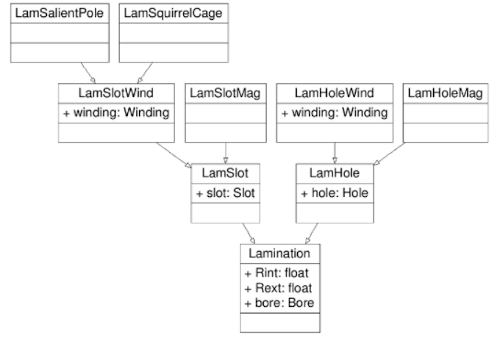 LamSalientPole
LamSquirrelCage
LamSlotWind
+ winding: Winding
LamSlotMag
LamHoleWind
+ winding: Winding
LamHoleMag
LamSlot
+ slot: Slot
LamHole
+ hole: Hole
Lamination
+ Rint: float
+ Rext: float
+ bore: Bore